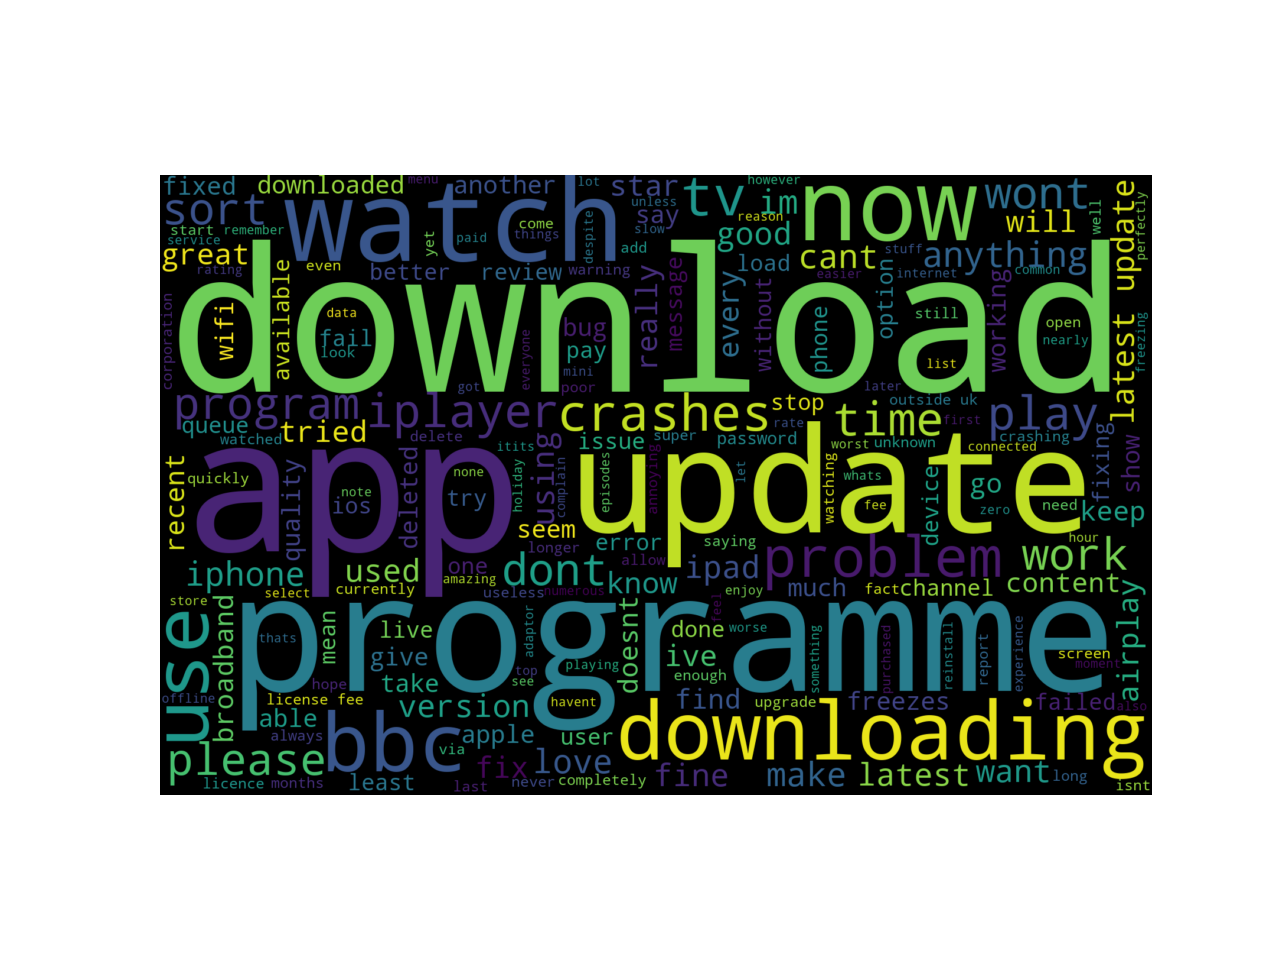 fixed
downloaded
menu
another
lot
star
tv
however
im
now
wont
latest update
perfectly
well
sort
watch
unless
say
reason
will
start
remember
service
come
things
despite
slow
add
good
cant
stuff
anything
great
rating
even
yet
paid
better
review
warning
really
message
every
load
easier
option
internet
common
working
corporation
wifi
available
download
data
fail
look
everyone
bug
pay
mini
poor
got
without
phone
still
list
open
nearly
freezing
later
outside uk
program
iplayer
crashes
stop
time
first
play
queue
watched
tried
delete
itits
issue
super
password
rate
worst
unknown
connected
crashing
fixing
show
recent
quickly
quality
app
note
ios
deleted
none
try
holiday
using
complain
episodes
annoying
let
update
watching
whats
fee
device
go
zero
need
keep
seem
longer
error
saying
allow
problem
work
hour
iphone
used
one
amazing
currently
dont
know
ipad
much
fact
channel
content
store
select
useless
numerous
enjoy
feel
airplay
use
broadband
thats
mean
live
give
programme
adaptor
playing
doesnt
done
worse
ive
something
purchased
reinstall
report
experience
screen
moment
offline
hope
license fee
take
top
see
enough
able
version
havent
find
upgrade
freezes
failed
also
always
bbc
via
apple
user
downloading
please
fix
love
licence
months
least
last
never
completely
fine
make
latest
want
long
isnt